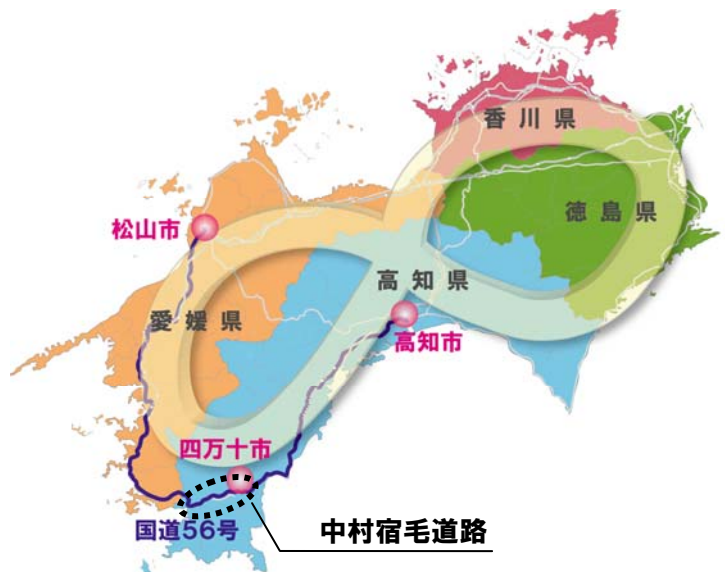 香川県
徳島県
松山市
高知県
愛媛県
高知市
四万十市
国道56号
中村宿毛道路